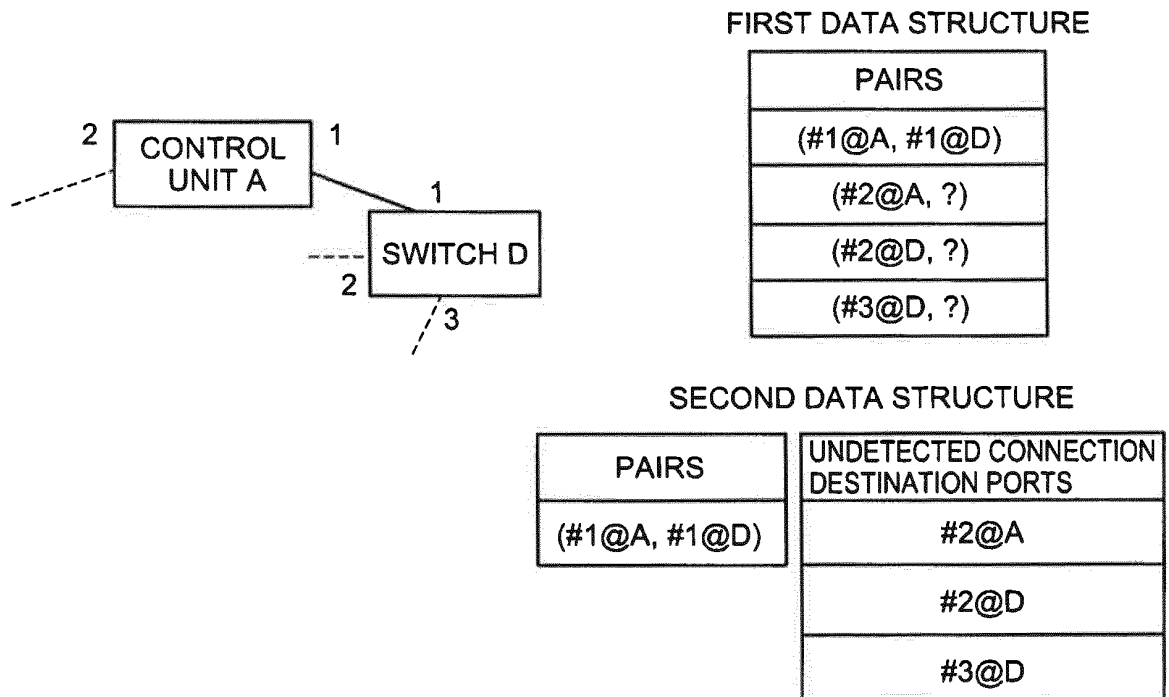 FIRST DATA STRUCTURE
PAIRS
(#1@A, #1@D)
(#2@A, ?)
(#2@D, ?)
(#3@D, ?)
2
CONTROL
UNIT A
1
1
SWITCH D
2
3
SECOND DATA STRUCTURE
PAIRS
(#1@A, #1@D)
UNDETECTED CONNECTION
DESTINATION PORTS
#2@A
#2@D
#3@D